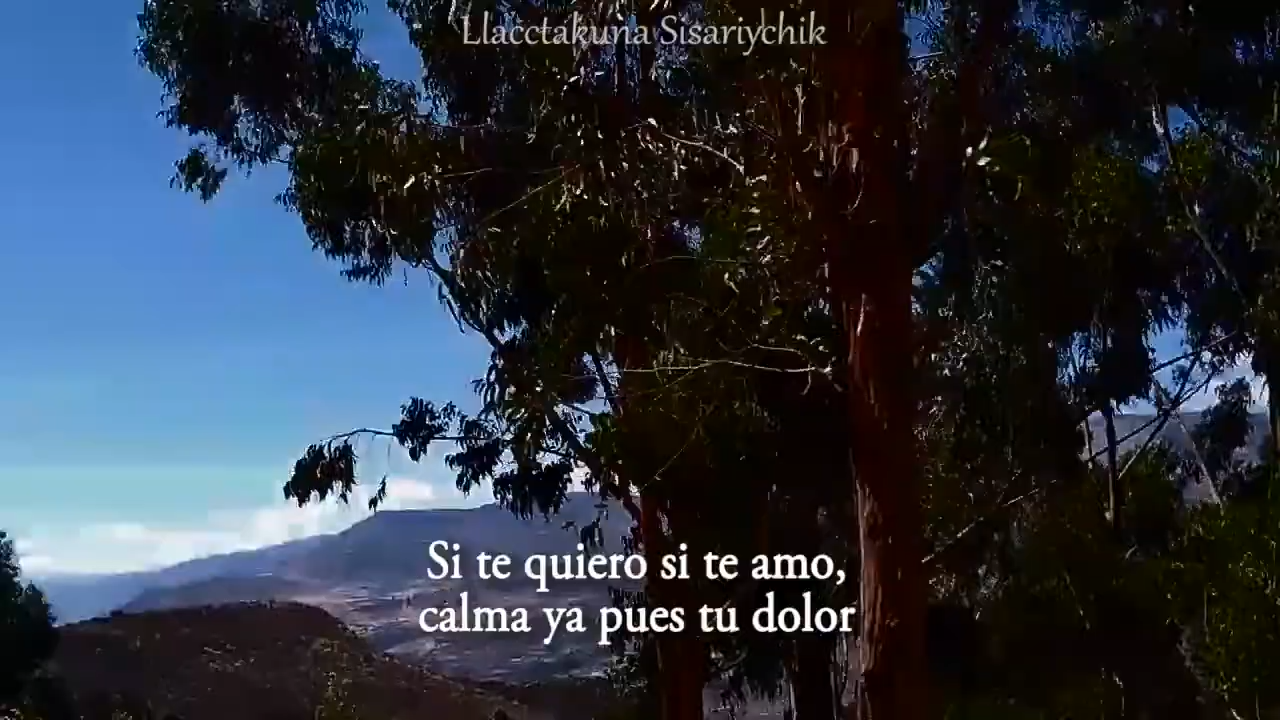 Llacctakuna Sisariychik
Si te quiero si te amo,
calma ya pues tu dolor